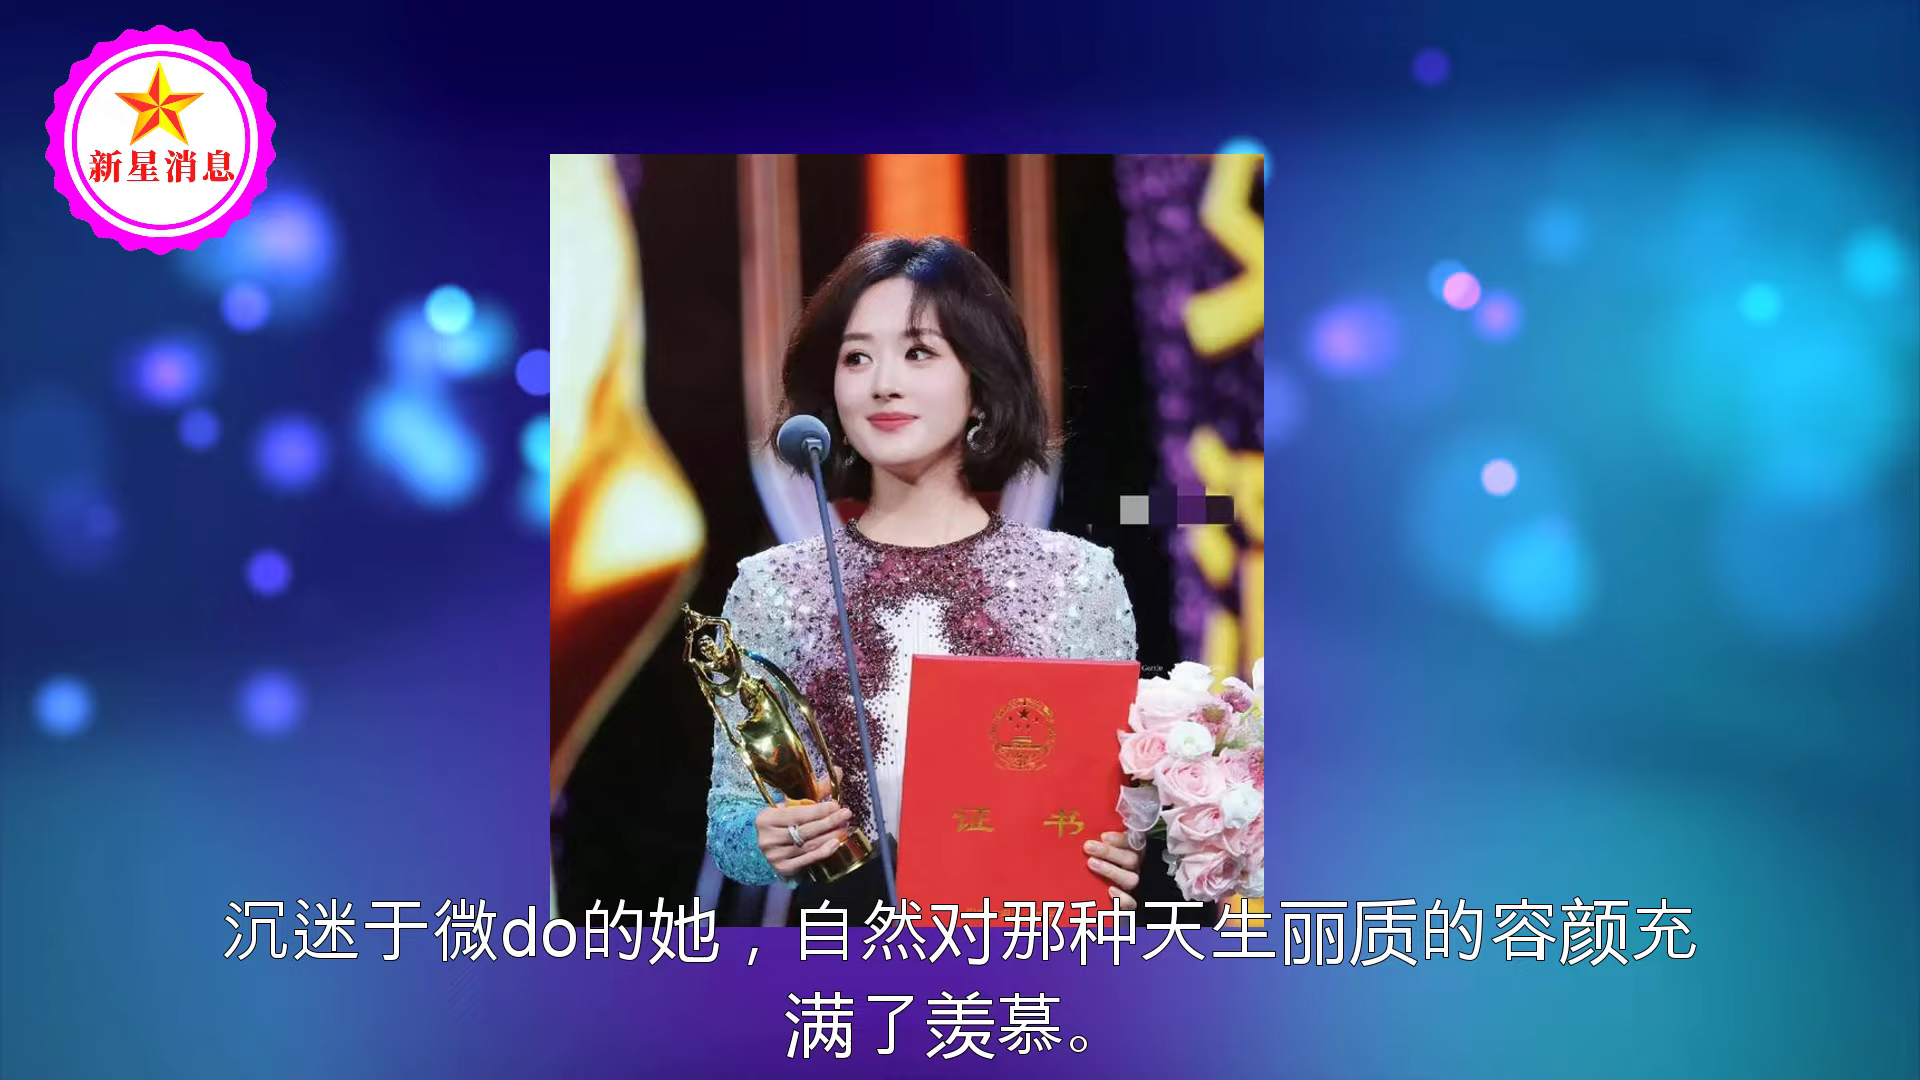 新星消息
证 书
沉迷于微do的她，自然对那种天生丽质的容颜充
满了羡慕。